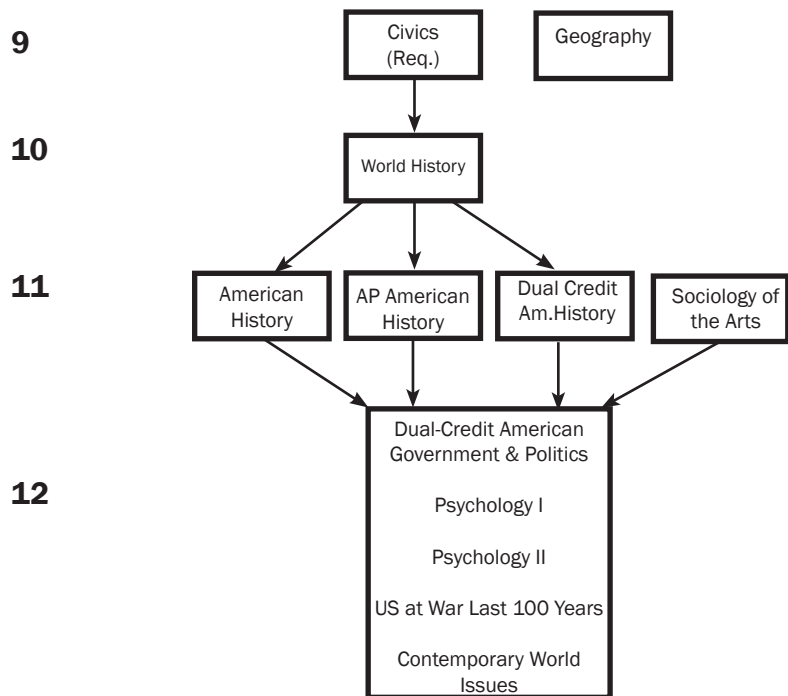 9
Civics
(Req.)
Geography
10
World History
11
American
History
AP American
History
Dual Credit
Am.History
Sociology of
the Arts
12
Dual-Credit American
Government & Politics
Psychology I
Psychology II
US at War Last 100 Years
Contemporary World
Issues